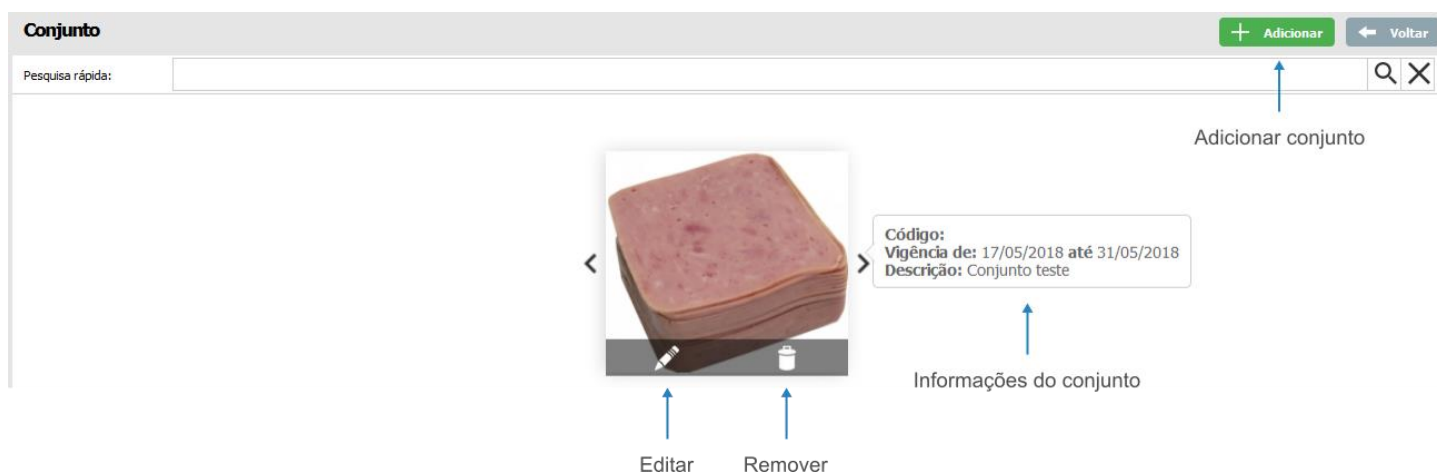 Conjunto
Adicionar
Voltar
Pesquisa rápida:
Adicionar conjunto
Código:
Vigência de: 17/05/2018 até 31/05/2018
Descrição: Conjunto teste
Informações do conjunto
Editar
Remover